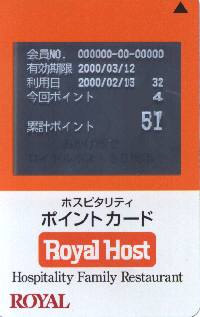 会員NO. 000000-00-00000
有効期限 2000/03/12
利用日 2000/02/13 32
今回ポイント 4
累計ポイント 51
ホスピタリティ
ポイントカード
Royal Host
Hospitality Family Restaurant
ROYAL